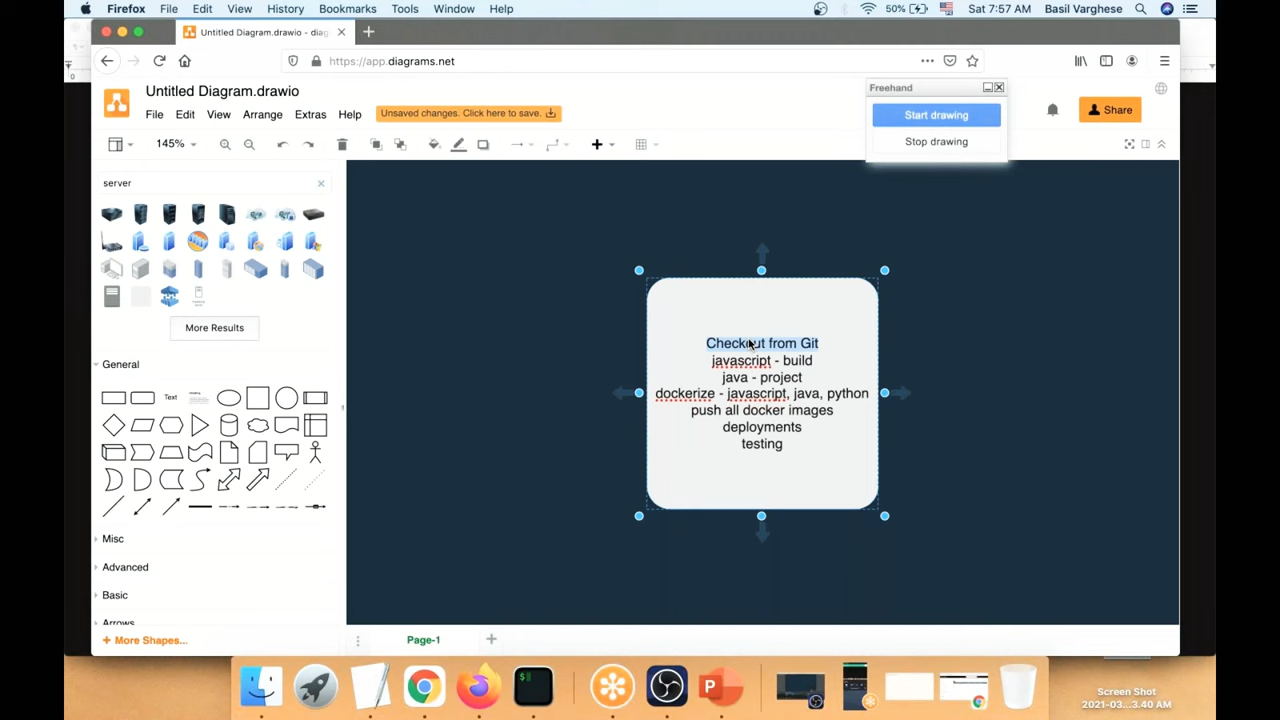 Firefox File Edit View History Bookmarks Tools Window Help 50% Sat 7:57 AM Basil Varghese
Untitled Diagram.drawio - diag
https://app.diagrams.net
Untitled Diagram.drawio
File Edit View Arrange Extras Help Unsaved changes. Click here to save.
Share
Freehand
Start drawing
Stop drawing
145%
server
More Results
General
Text
Misc
Advanced
Basic
Arrows
+ More Shapes...
Checkout from Git
javascript - build
java - project
dockerize - javascript, java, python
push all docker images
deployments
testing
Page-1
Screen Shot
2021-03...3.40 AM